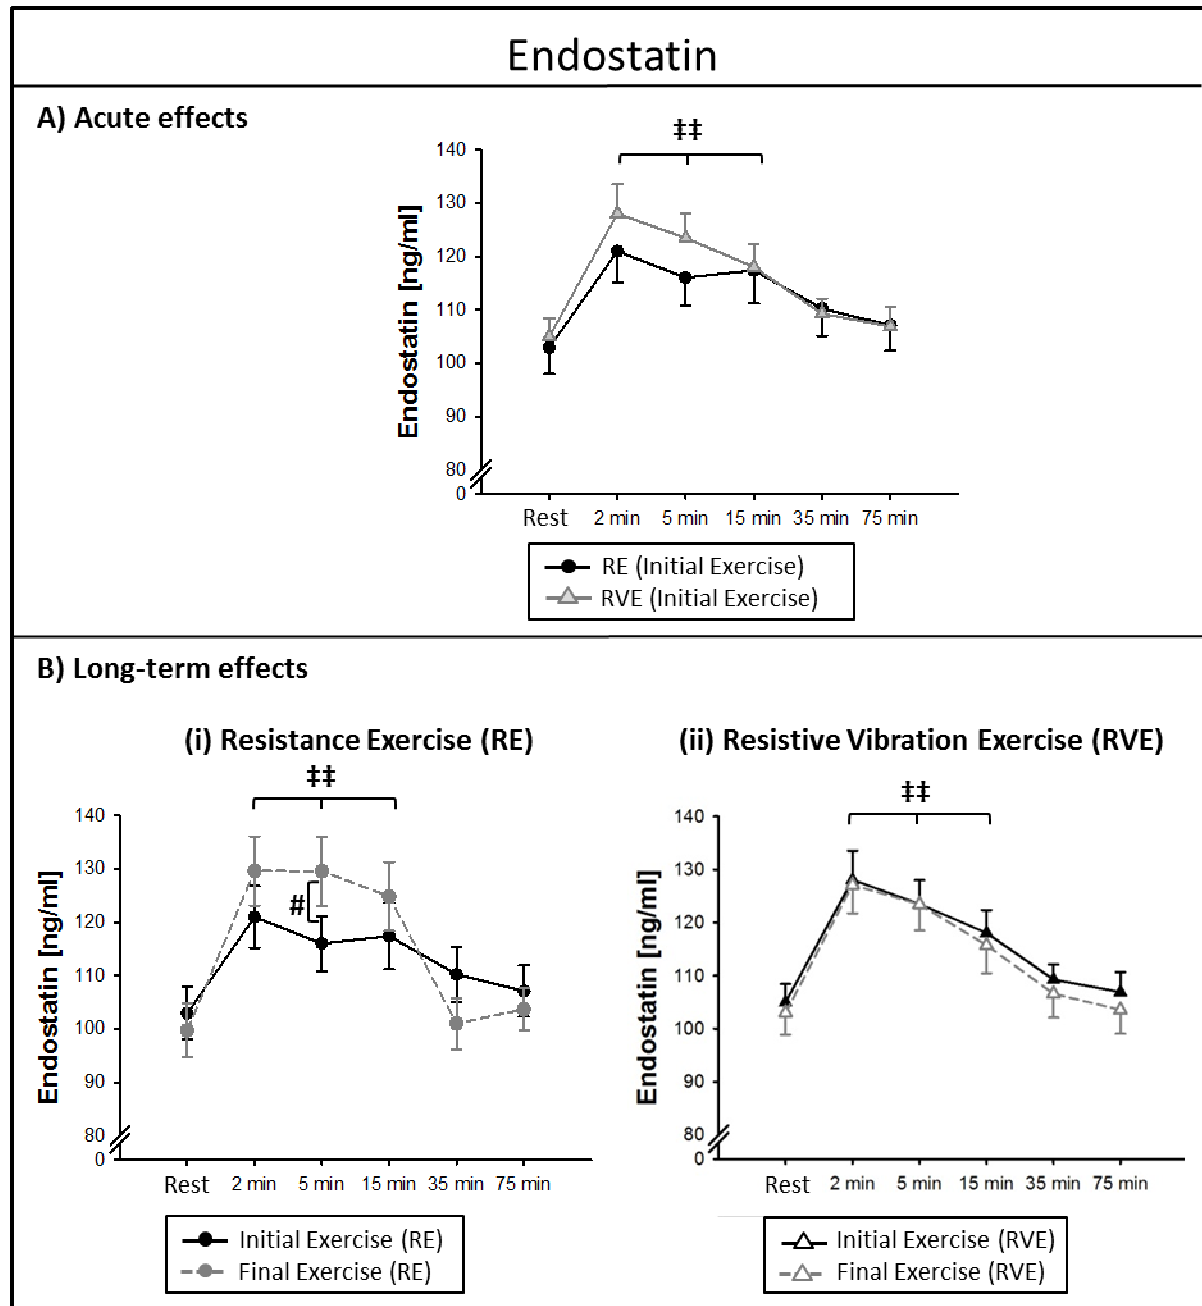 Endostatin
A) Acute effects
‡‡
Endostatin [ng/ml]
140
130
120
110
100
90
80
0
Rest 2 min 5 min 15 min 35 min 75 min
RE (Initial Exercise)
RVE (Initial Exercise)
B) Long-term effects
(i) Resistance Exercise (RE)
‡‡
Endostatin [ng/ml]
140
130
120
110
100
90
80
0
#
Rest 2 min 5 min 15 min 35 min 75 min
Initial Exercise (RE)
Final Exercise (RE)
(ii) Resistive Vibration Exercise (RVE)
‡‡
Endostatin [ng/ml]
140
130
120
110
100
90
80
0
Rest 2 min 5 min 15 min 35 min 75 min
Initial Exercise (RVE)
Final Exercise (RVE)